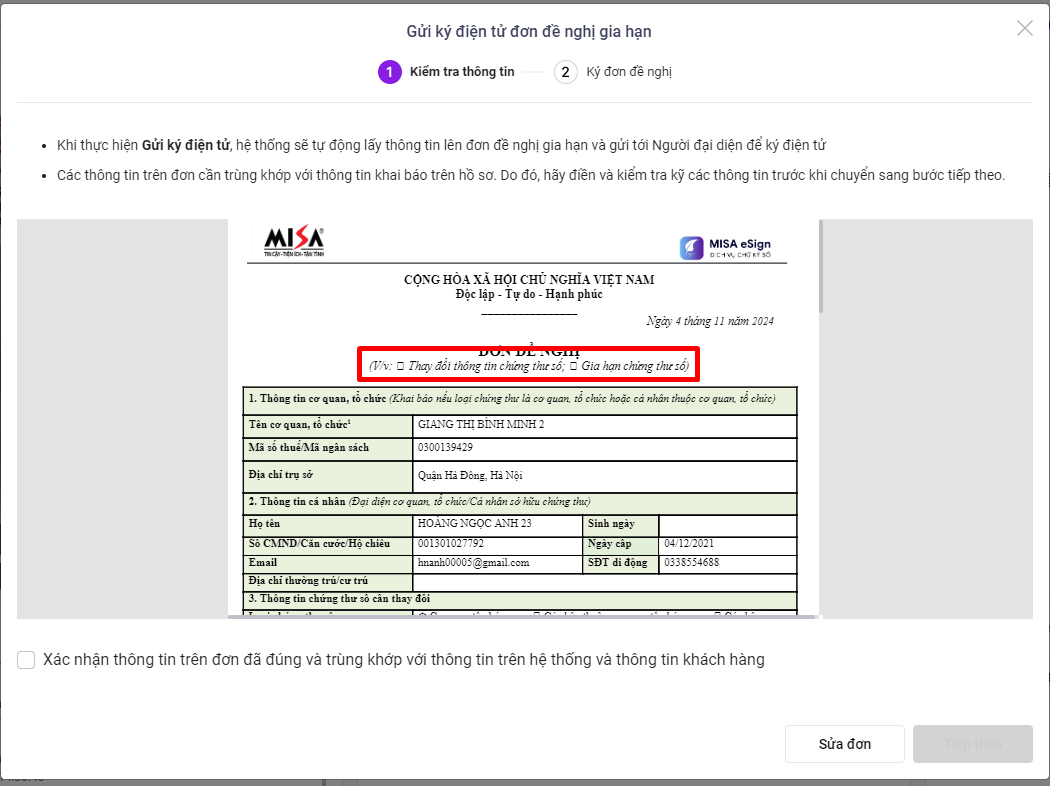 Gửi ký điện tử đơn đề nghị gia hạn
1 Kiểm tra thông tin 2 Ký đơn đề nghị
• Khi thực hiện Gửi ký điện tử, hệ thống sẽ tự động lấy thông tin lên đơn đề nghị gia hạn và gửi tới Người đại diện để ký điện tử
• Các thông tin trên đơn cần trùng khớp với thông tin khai báo trên hồ sơ. Do đó, hãy điền và kiểm tra kỹ các thông tin trước khi chuyển sang bước tiếp theo.
MISA®
TIN CẬY-TIỆN ÍCH-TẬN TÌNH
MISA eSign
DỊCH VỤ CHỮ KÝ SỐ
CỘNG HÒA XÃ HỘI CHỦ NGHĨA VIỆT NAM
Độc lập - Tự do - Hạnh phúc
Ngày 4 tháng 11 năm 2024
ĐƠN ĐỀ NGHỊ
(V/v: ▯ Thay đổi thông tin chứng thư số; ▯ Gia hạn chứng thư số)
1. Thông tin cơ quan, tổ chức (Khai báo nếu loại chứng thư là cơ quan, tổ chức hoặc cá nhân thuộc cơ quan, tổ chức)
Tên cơ quan, tổ chức¹ GIANG THỊ BÌNH MINH 2
Mã số thuế/Mã ngân sách 0300139429
Địa chỉ trụ sở Quận Hà Đông, Hà Nội
2. Thông tin cá nhân (Đại diện cơ quan, tổ chức/Cá nhân sở hữu chứng thư)
Họ tên HOÀNG NGỌC ANH 23 Sinh ngày
Số CMND/Căn cước/Hộ chiếu 001301027792 Ngày cấp 04/12/2021
Email hnanh00005@gmail.com SĐT di động 0338554688
Địa chỉ thường trú/cư trú
3. Thông tin chứng thư số cần thay đổi
Xác nhận thông tin trên đơn đã đúng và trùng khớp với thông tin trên hệ thống và thông tin khách hàng
Sửa đơn Tiếp theo